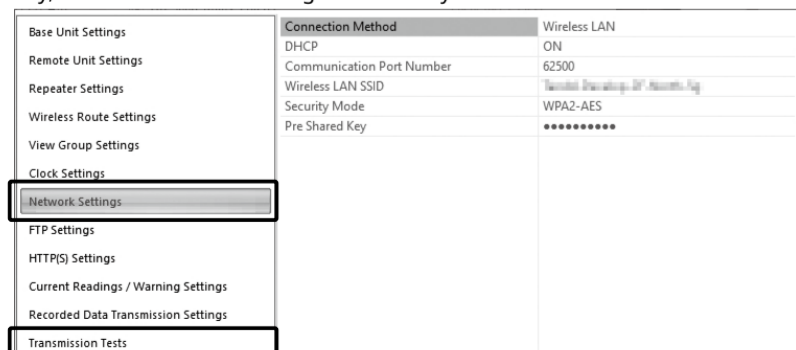 Base Unit Settings
Remote Unit Settings
Repeater Settings
Wireless Route Settings
View Group Settings
Clock Settings
Network Settings
FTP Settings
HTTP(S) Settings
Current Readings / Warning Settings
Recorded Data Transmission Settings
Transmission Tests
Connection Method Wireless LAN
DHCP ON
Communication Port Number 62500
Wireless LAN SSID
Security Mode WPA2-AES
Pre Shared Key ●●●●●●●●●●